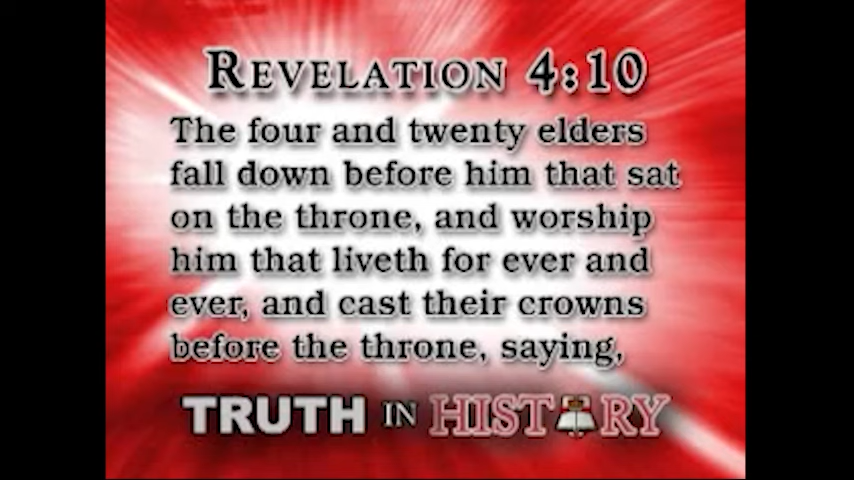 REVELATION 4:10
The four and twenty elders
fall down before him that sat
on the throne, and worship
him that liveth for ever and
ever, and cast their crowns
before the throne, saying,
TRUTH IN HISTORY